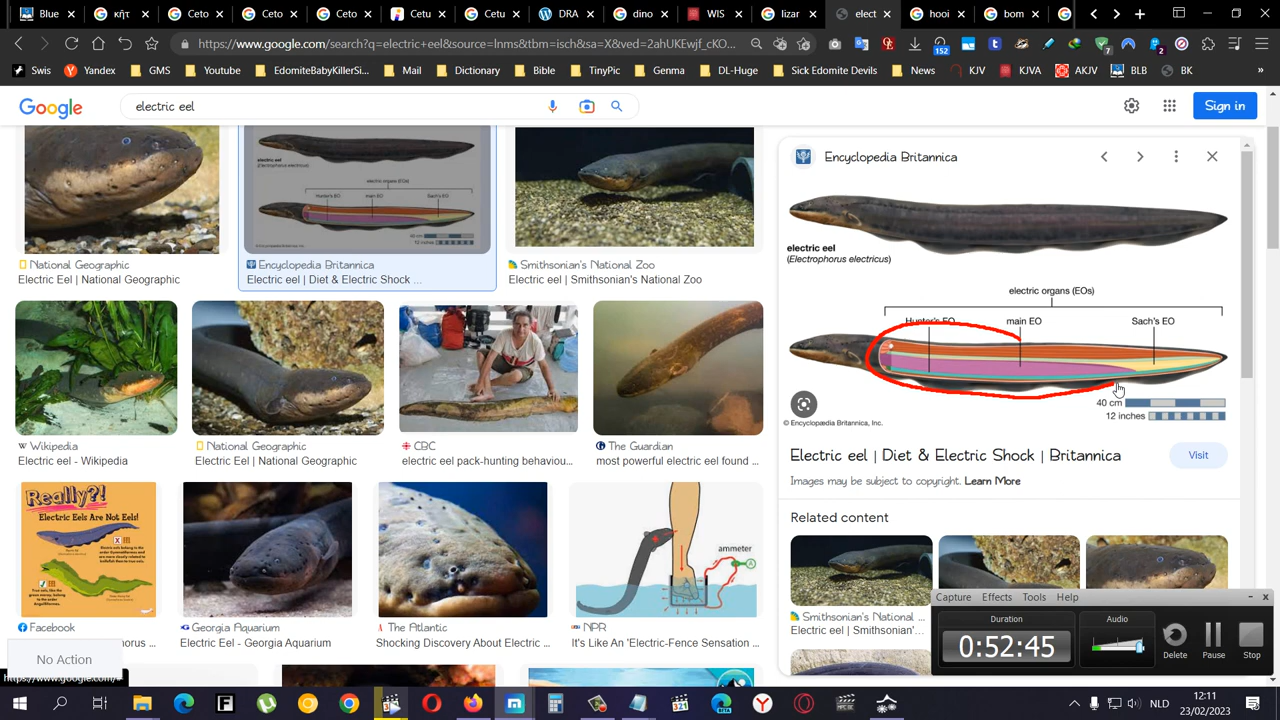 Blue
κήτ
Ceto
Ceto
Cetu
Cetu
DRA
dino
WIS
lizar
elect
hooi
bom
https://www.google.com/search?q=electric+eel&source=lnms&tbm=isch&sa=X&ved=2ahUKEwjf_cKO...
152
7
2
Swis
Yandex
GMS
Youtube
EdomiteBabyKillerSi...
Mail
Dictionary
Bible
TinyPic
Genma
DL-Huge
Sick Edomite Devils
News
KJV
KJVA
AKJV
BLB
BK
Google
electric eel
Sign in
National Geographic
Electric Eel | National Geographic
Encyclopedia Britannica
Electric eel | Diet & Electric Shock ...
Smithsonian's National Zoo
Electric eel | Smithsonian's National Zoo
Wikipedia
Electric eel - Wikipedia
National Geographic
Electric Eel | National Geographic
CBC
electric eel pack-hunting behaviou...
The Guardian
most powerful electric eel found ...
Really?!
Electric Eels Are Not Eels!
Facebook
horus ...
Georgia Aquarium
Electric Eel - Georgia Aquarium
The Atlantic
Shocking Discovery About Electric ...
ammeter
NPR
It's Like An 'Electric-Fence Sensation ...
No Action
https://www.google.com/
Encyclopedia Britannica
electric eel
(Electrophorus electricus)
electric organs (EOs)
Hunter's EO
main EO
Sach's EO
40 cm
12 inches
© Encyclopædia Britannica, Inc.
Electric eel | Diet & Electric Shock | Britannica
Visit
Images may be subject to copyright. Learn More
Related content
Smithsonian's National ...
Electric eel | Smithsonian'...
Capture
Effects
Tools
Help
Duration
0:52:45
Audio
Delete
Pause
Stop
NLD
12:11
23/02/2023